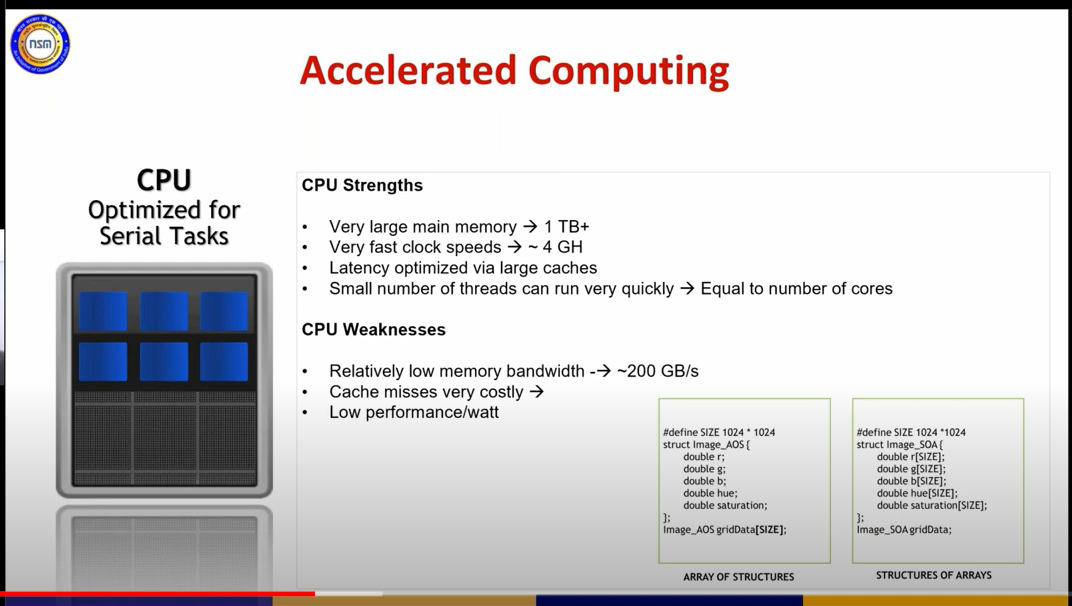 nsm
Accelerated Computing
CPU
Optimized for
Serial Tasks
CPU Strengths
• Very large main memory → 1 TB+
• Very fast clock speeds → ~ 4 GH
• Latency optimized via large caches
• Small number of threads can run very quickly → Equal to number of cores
CPU Weaknesses
• Relatively low memory bandwidth -→ ~200 GB/s
• Cache misses very costly →
• Low performance/watt
#define SIZE 1024 * 1024
struct Image_AOS {
double r;
double g;
double b;
double hue;
double saturation;
};
Image_AOS gridData[SIZE];
ARRAY OF STRUCTURES
#define SIZE 1024 *1024
struct Image_SOA {
double r[SIZE];
double g[SIZE];
double b[SIZE];
double hue[SIZE];
double saturation[SIZE];
};
Image_SOA gridData;
STRUCTURES OF ARRAYS